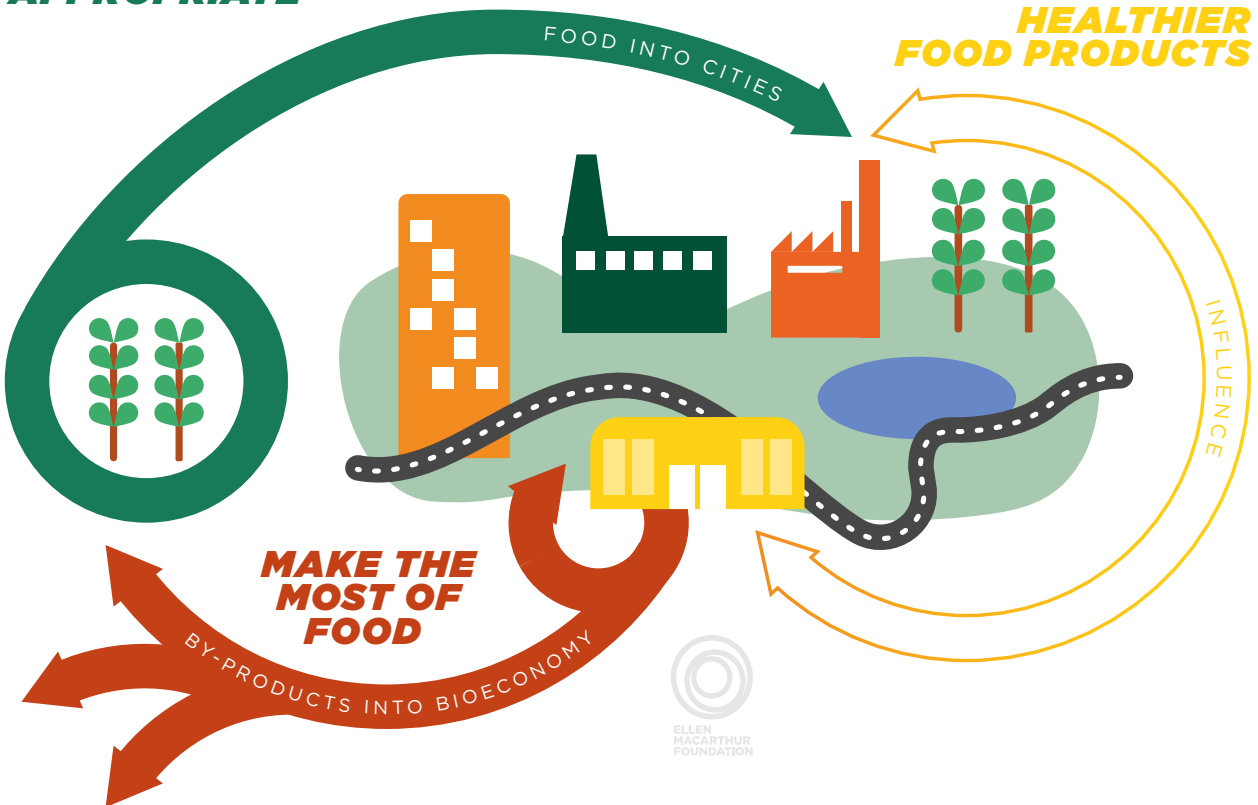 APPROPRIATE
HEALTHIER
FOOD PRODUCTS
FOOD INTO CITIES
INFLUENCE
MAKE THE
MOST OF
FOOD
BY-PRODUCTS INTO BIOECONOMY
ELLEN
MACARTHUR
FOUNDATION